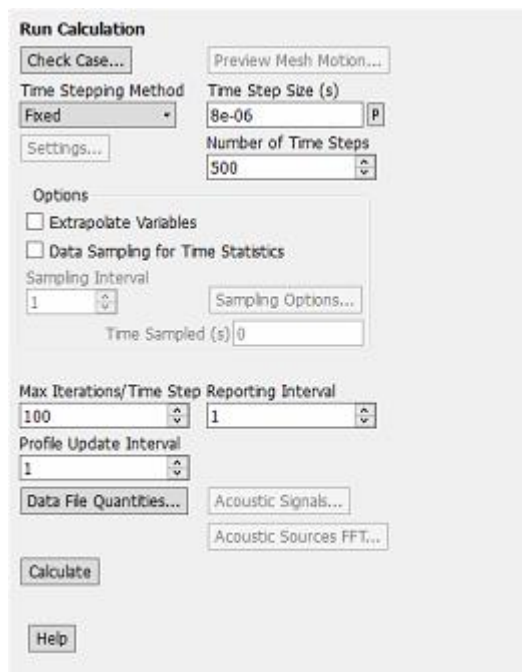 Run Calculation
Check Case... Preview Mesh Motion...
Time Stepping Method Time Step Size (s)
Fixed 8e-06 P
Settings... Number of Time Steps
500
Options
Extrapolate Variables
Data Sampling for Time Statistics
Sampling Interval
1 Sampling Options...
Time Sampled (s) 0
Max Iterations/Time Step Reporting Interval
100 1
Profile Update Interval
1
Data File Quantities... Acoustic Signals...
Acoustic Sources FFT...
Calculate
Help